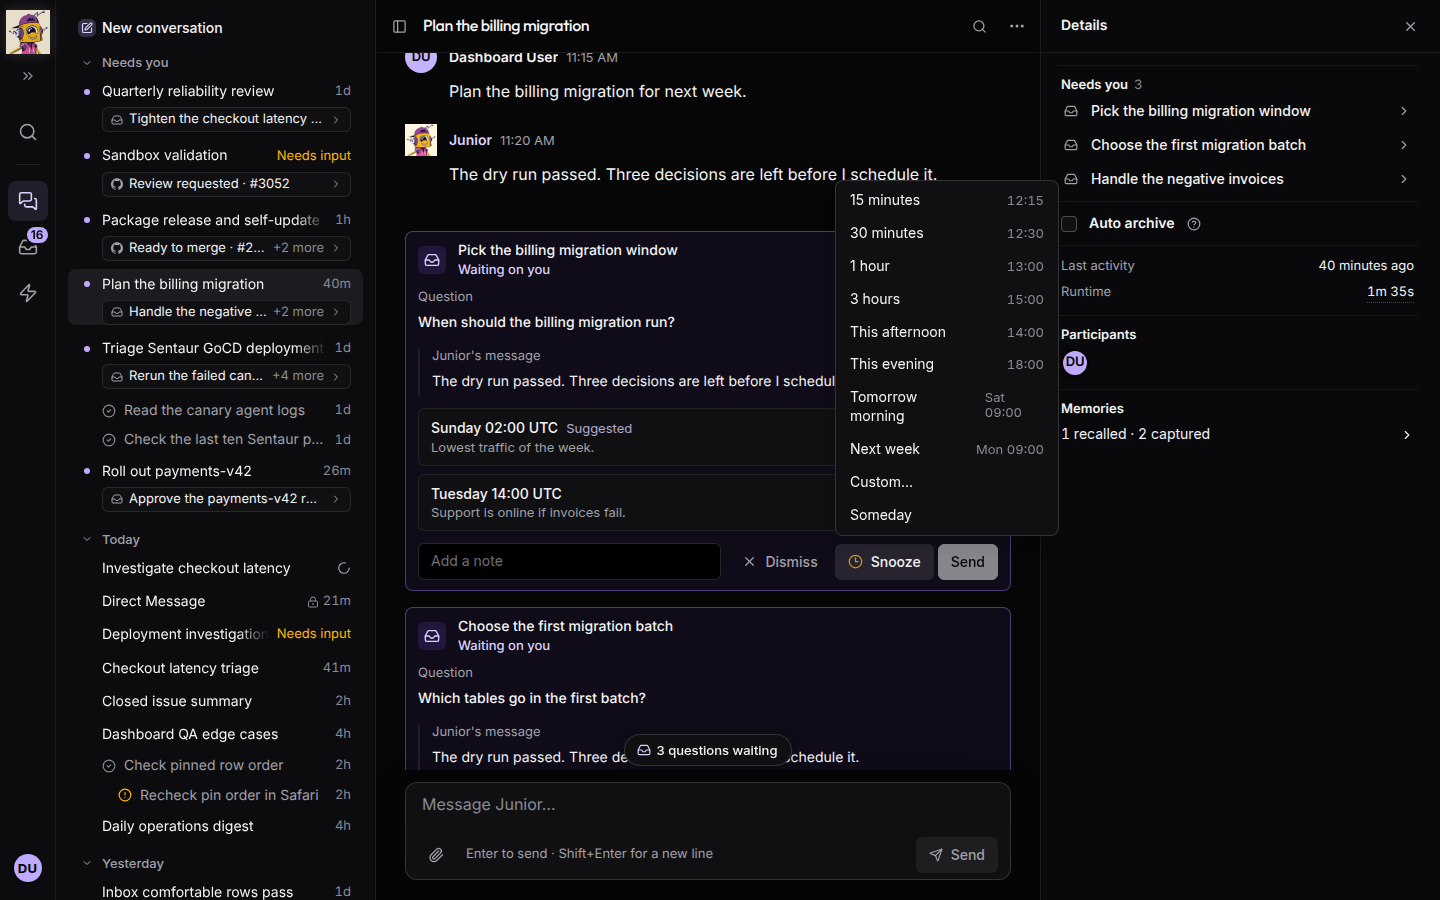 New conversation
Needs you
Quarterly reliability review 1d
Tighten the checkout latency ...
Sandbox validation Needs input
Review requested · #3052
Package release and self-update 1h
Ready to merge · #2... +2 more
Plan the billing migration 40m
Handle the negative ... +2 more
Triage Sentaur GoCD deployment 1d
Rerun the failed can... +4 more
Read the canary agent logs 1d
Check the last ten Sentaur p... 1d
Roll out payments-v42 26m
Approve the payments-v42 r...
Today
Investigate checkout latency
Direct Message 21m
Deployment investigation Needs input
Checkout latency triage 41m
Closed issue summary 2h
Dashboard QA edge cases 4h
Check pinned row order 2h
Recheck pin order in Safari 2h
Daily operations digest 4h
Yesterday
Inbox comfortable rows pass 1d
16
DU
Plan the billing migration
DU
Dashboard User 11:15 AM
Plan the billing migration for next week.
Junior 11:20 AM
The dry run passed. Three decisions are left before I schedule it.
Pick the billing migration window
Waiting on you
Question
When should the billing migration run?
Junior's message
The dry run passed. Three decisions are left before I schedul
Sunday 02:00 UTC Suggested
Lowest traffic of the week.
Tuesday 14:00 UTC
Support is online if invoices fail.
Add a note
Dismiss
Snooze
Send
15 minutes 12:15
30 minutes 12:30
1 hour 13:00
3 hours 15:00
This afternoon 14:00
This evening 18:00
Tomorrow morning Sat 09:00
Next week Mon 09:00
Custom...
Someday
Choose the first migration batch
Waiting on you
Question
Which tables go in the first batch?
Junior's message
The dry run passed. Three de schedule it.
3 questions waiting
Message Junior...
Enter to send · Shift+Enter for a new line
Send
Details
Needs you 3
Pick the billing migration window
Choose the first migration batch
Handle the negative invoices
Auto archive
Last activity 40 minutes ago
Runtime 1m 35s
Participants
DU
Memories
1 recalled · 2 captured